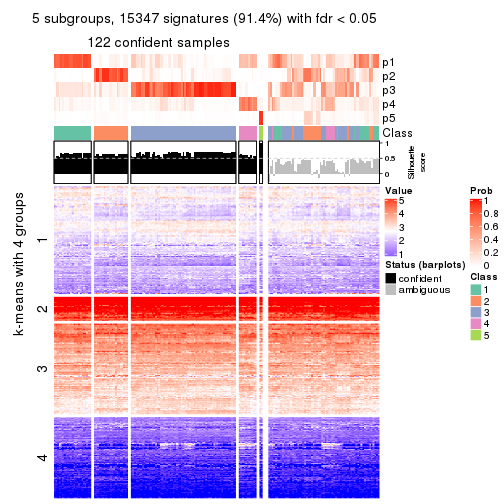 5 subgroups, 15347 signatures (91.4%) with fdr < 0.05
122 confident samples
p1
p2
p3
p4
p5
Class
1
0.5
0
Silhouette
score
k-means with 4 groups
1
2
3
4
Value
5
4
3
2
1
Status (barplots)
confident
ambiguous
Prob
1
0.8
0.6
0.4
0.2
0
Class
1
2
3
4
5